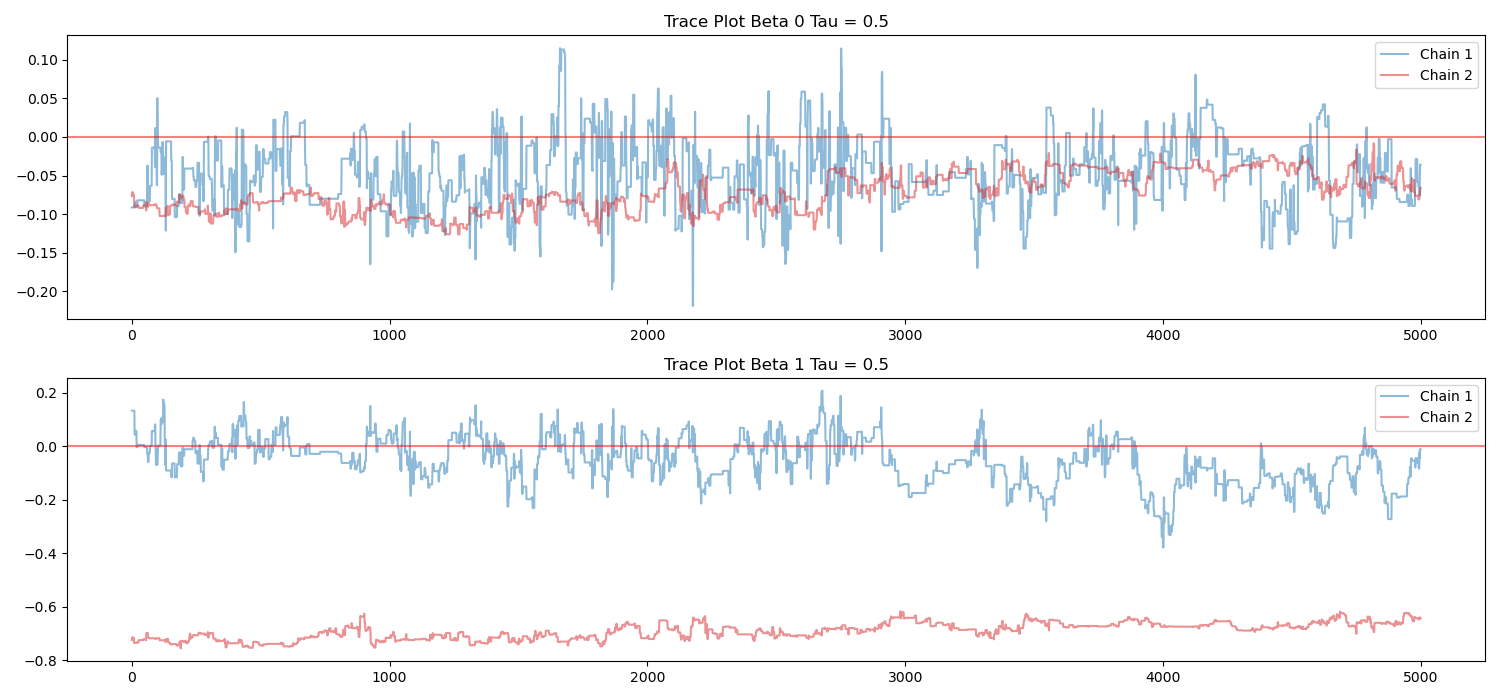 Trace Plot Beta 0 Tau = 0.5
0.10
0.05
0.00
−0.05
−0.10
−0.15
−0.20
Chain 1
Chain 2
0 1000 2000 3000 4000 5000
Trace Plot Beta 1 Tau = 0.5
0.2
0.0
−0.2
−0.4
−0.6
−0.8
Chain 1
Chain 2
0 1000 2000 3000 4000 5000